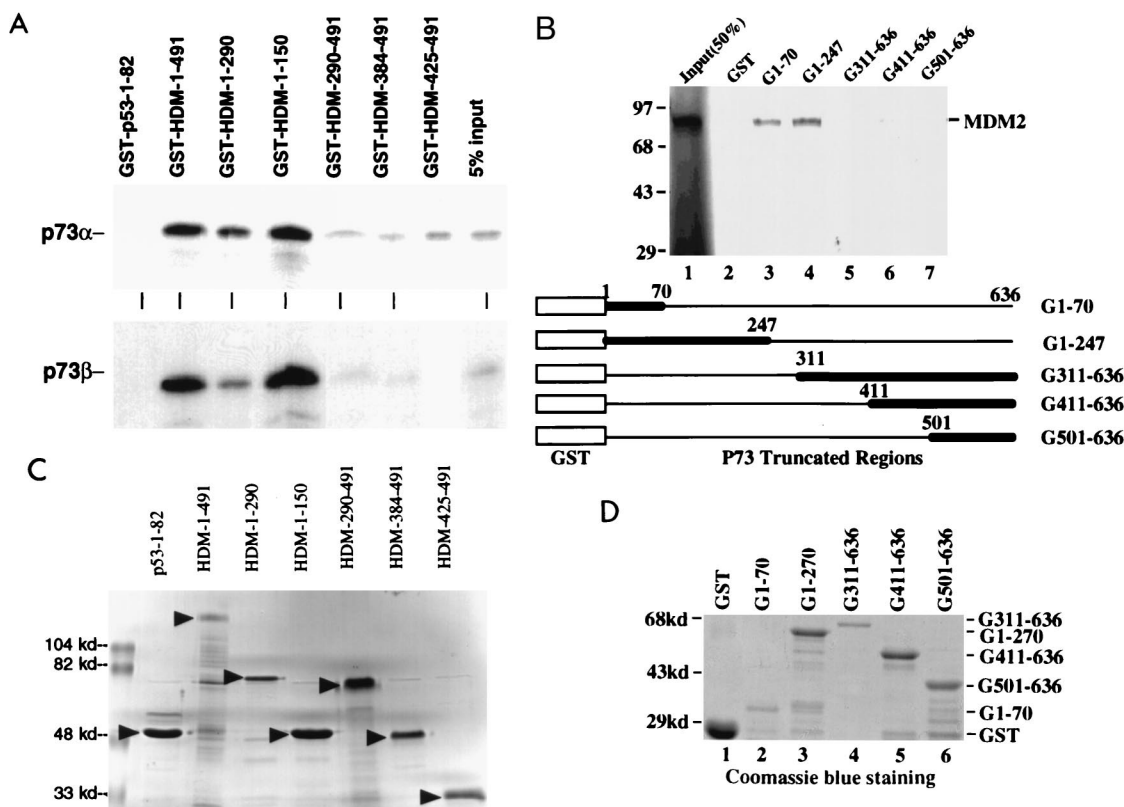 A
GST-p53-1-82
GST-HDM-1-491
GST-HDM-1-290
GST-HDM-1-150
GST-HDM-290-491
GST-HDM-384-491
GST-HDM-425-491
5% input
p73α–
p73β–
B
Input(50%)
GST
G1-70
G1-247
G311-636
G411-636
G501-636
97
68
43
29
MDM2
1 2 3 4 5 6 7
1 70 636 G1-70
247 G1-247
311 G311-636
411 G411-636
501 G501-636
GST P73 Truncated Regions
C
p53-1-82
HDM-1-491
HDM-1-290
HDM-1-150
HDM-290-491
HDM-384-491
HDM-425-491
104 kd
82 kd
48 kd
33 kd
D
GST
G1-70
G1-270
G311-636
G411-636
G501-636
68kd
43kd
29kd
G311-636
G1-270
G411-636
G501-636
G1-70
GST
1 2 3 4 5 6
Coomassie blue staining